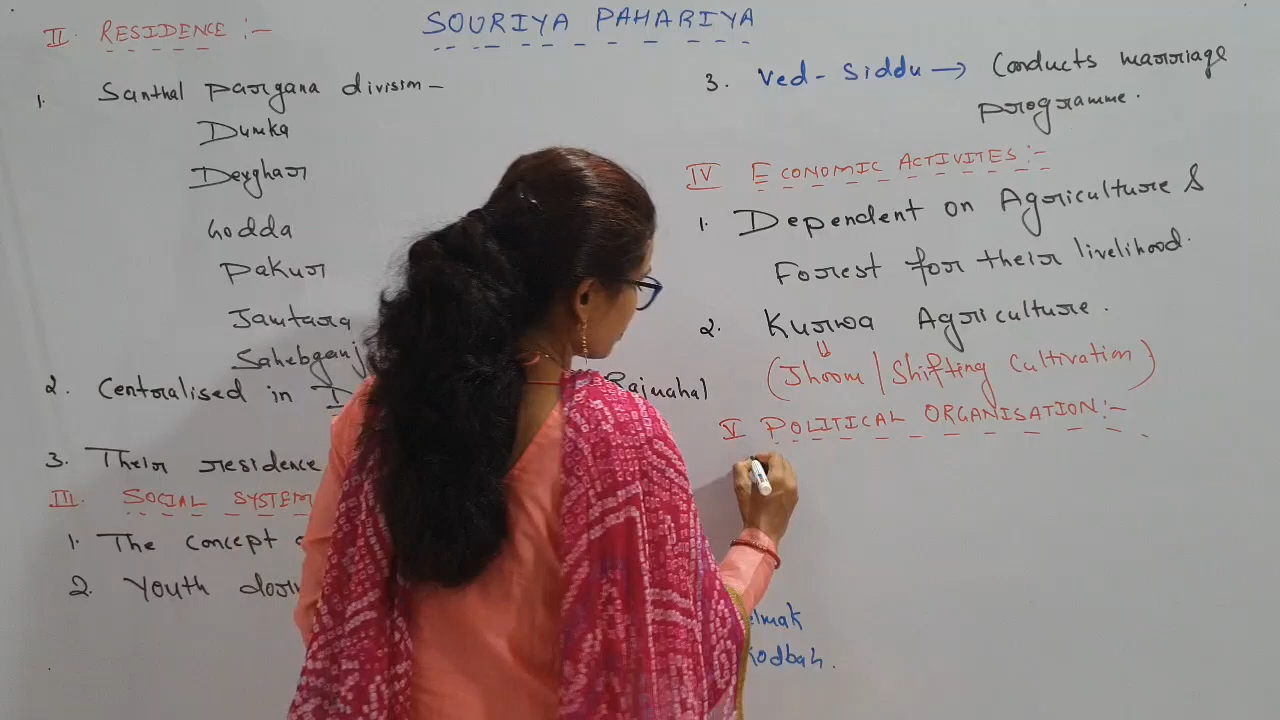 SOURIYA PAHARIYA
II. RESIDENCE :-
1. Santhal pargana division -
Dumka
Deyghar
Godda
Pakur
Jamtara
Sahebganj
2. Centralised in Rajmahal
3. Their residence
III. SOCIAL SYSTEM
1. The concept
2. Youth
3. Ved - Siddu → Conducts marriage
programme.
IV ECONOMIC ACTIVITES :-
1. Dependent on Agriculture &
Forest for their livelihood.
2. Kurwa Agriculture.
(Jhoom / Shifting Cultivation)
V POLITICAL ORGANISATION :-